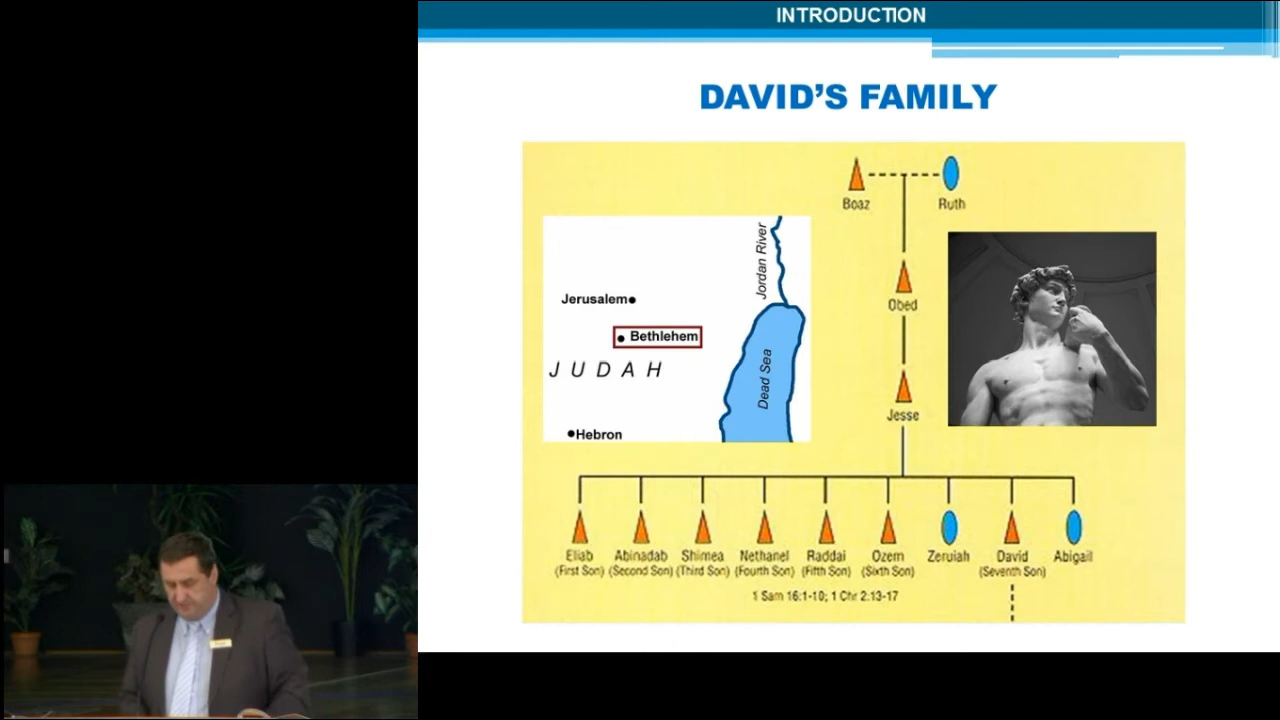 INTRODUCTION
DAVID'S FAMILY
Boaz
Ruth
Jordan River
Jerusalem
Bethlehem
JUDAH
Dead Sea
Hebron
Obed
Jesse
Eliab
(First Son)
Abinadab
(Second Son)
Shimea
(Third Son)
Nethanel
(Fourth Son)
Raddai
(Fifth Son)
Ozem
(Sixth Son)
Zeruiah
David
(Seventh Son)
Abigail
1 Sam 16:1-10; 1 Chr 2:13-17